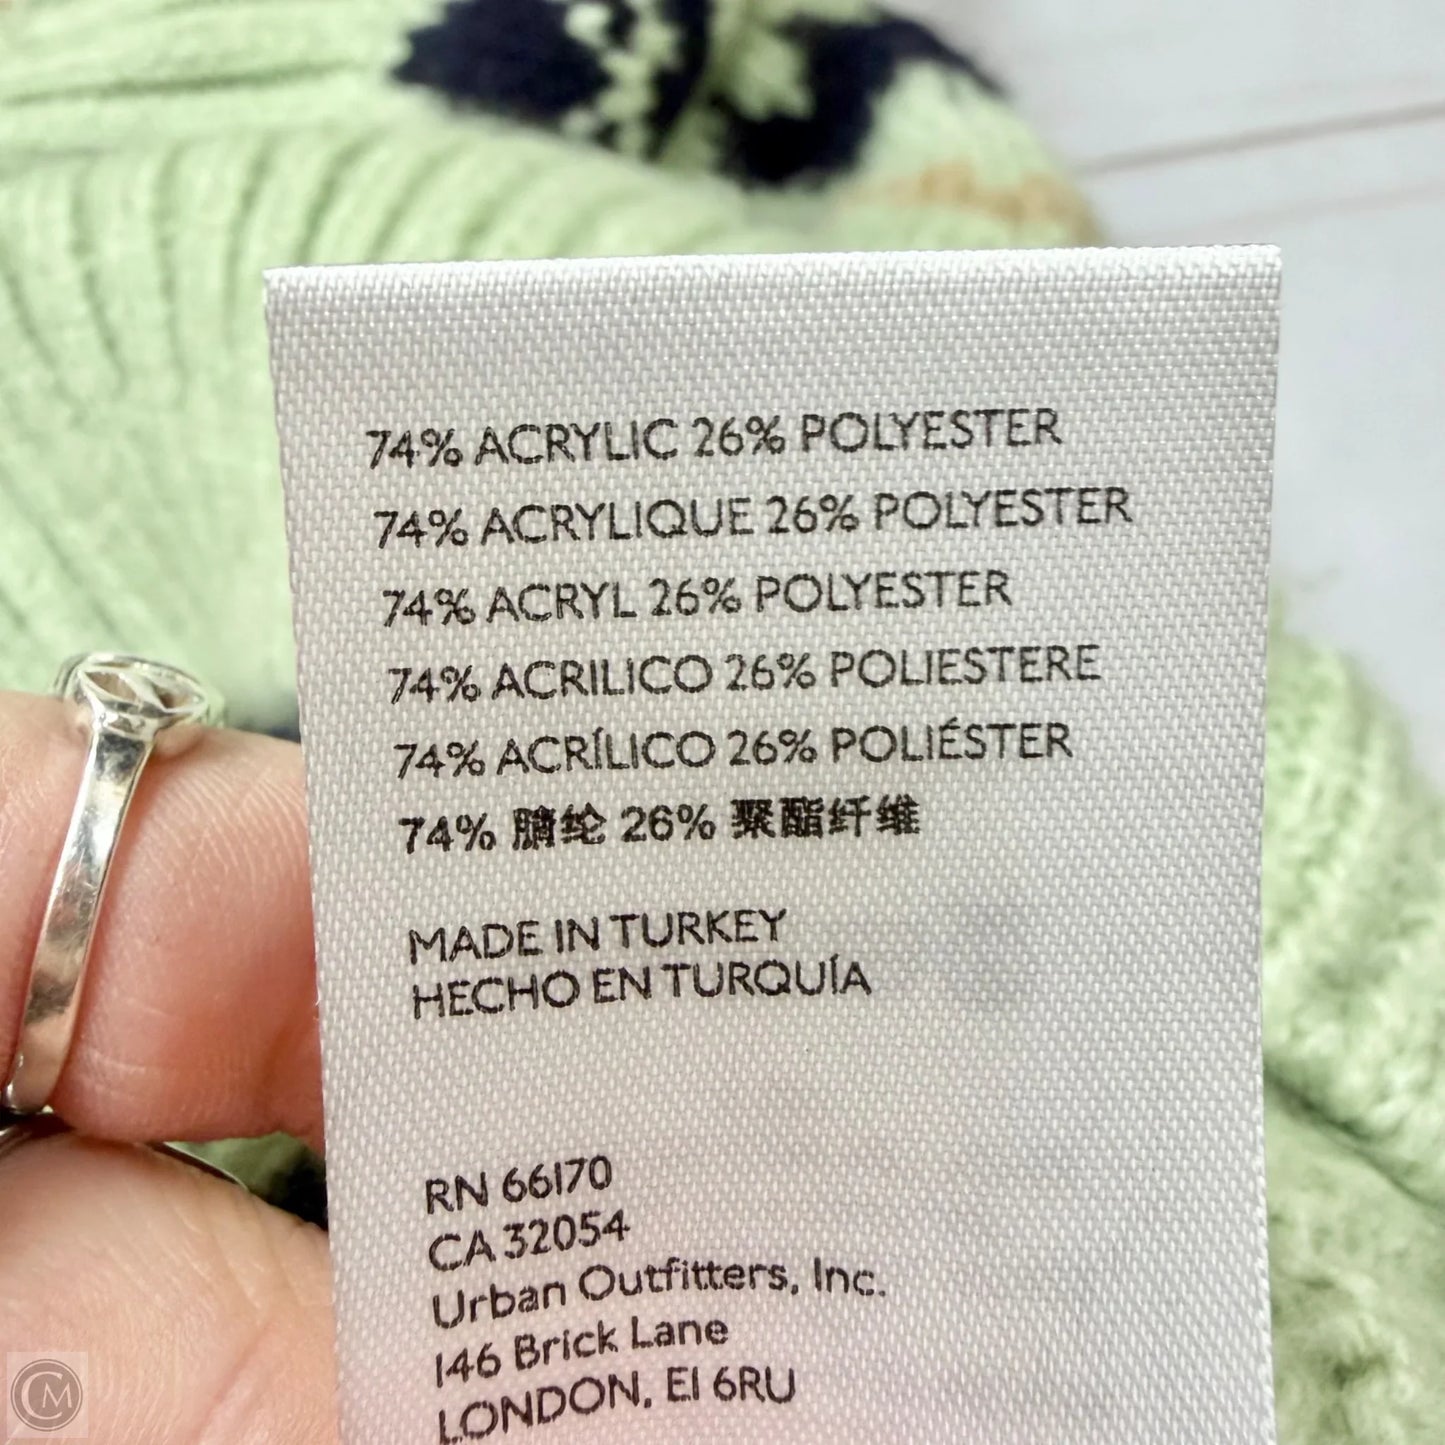 74% ACRYLIC 26% POLYESTER
74% ACRYLIQUE 26% POLYESTER
74% ACRYL 26% POLYESTER
74% ACRILICO 26% POLIESTERE
74% ACRÍLICO 26% POLIÉSTER
74% 腈纶 26% 聚酯纤维
MADE IN TURKEY
HECHO EN TURQUÍA
RN 66170
CA 32054
Urban Outfitters, Inc.
146 Brick Lane
LONDON, E1 6RU
CM